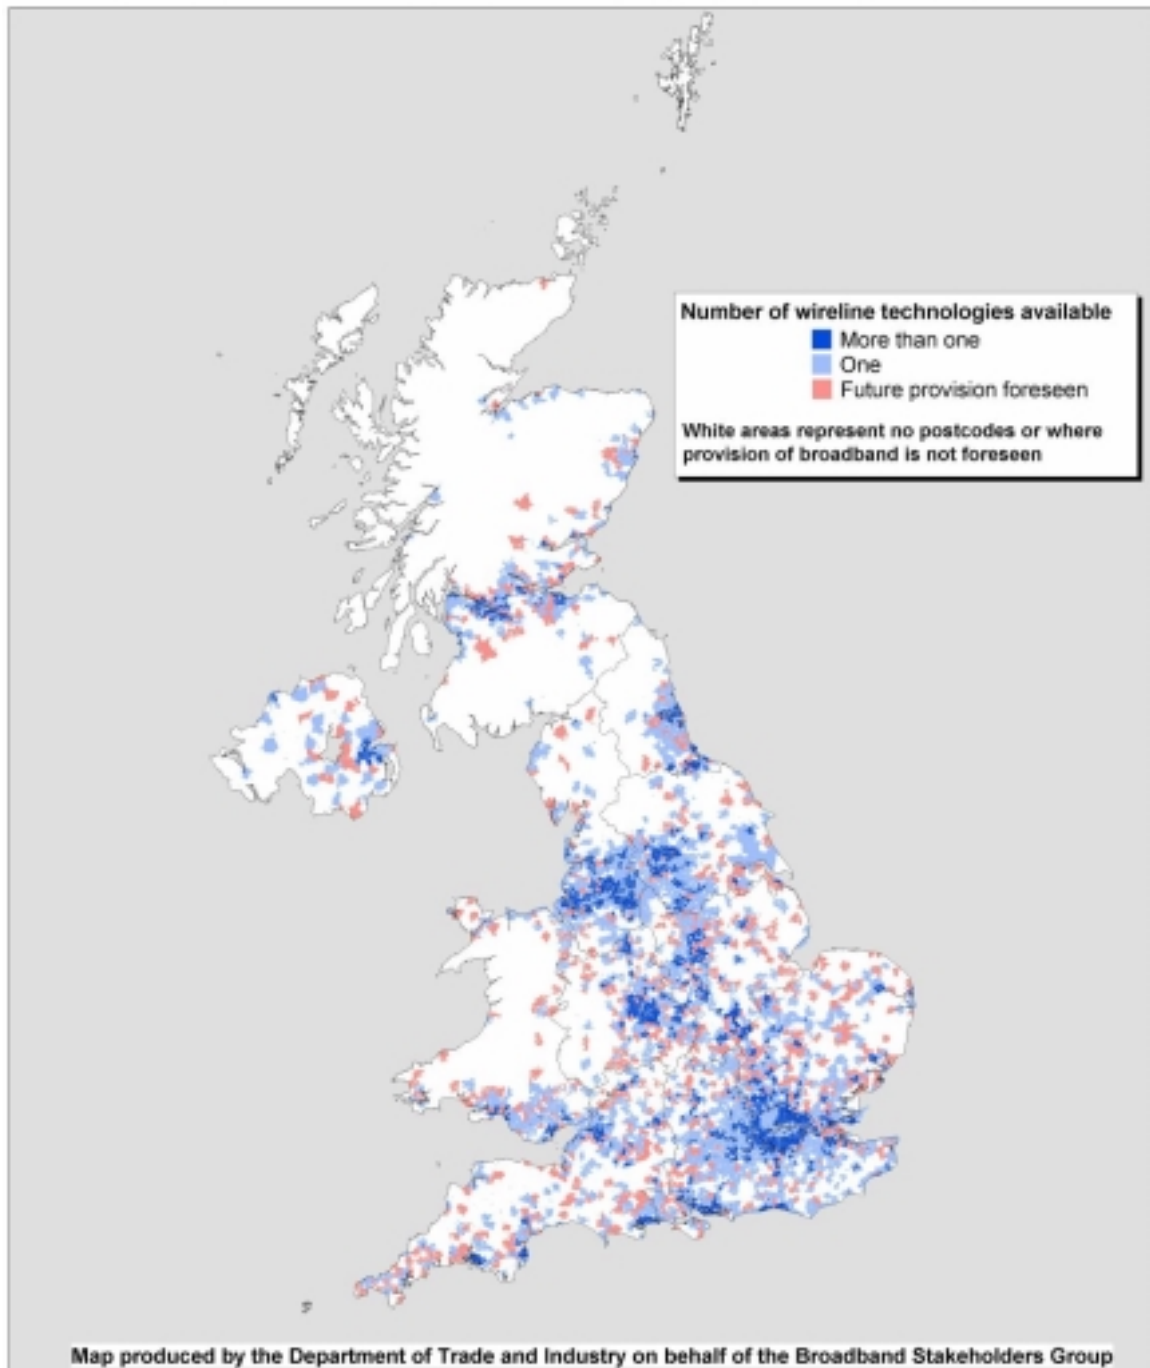 Number of wireline technologies available
More than one
One
Future provision foreseen
White areas represent no postcodes or where
provision of broadband is not foreseen
Map produced by the Department of Trade and Industry on behalf of the Broadband Stakeholders Group